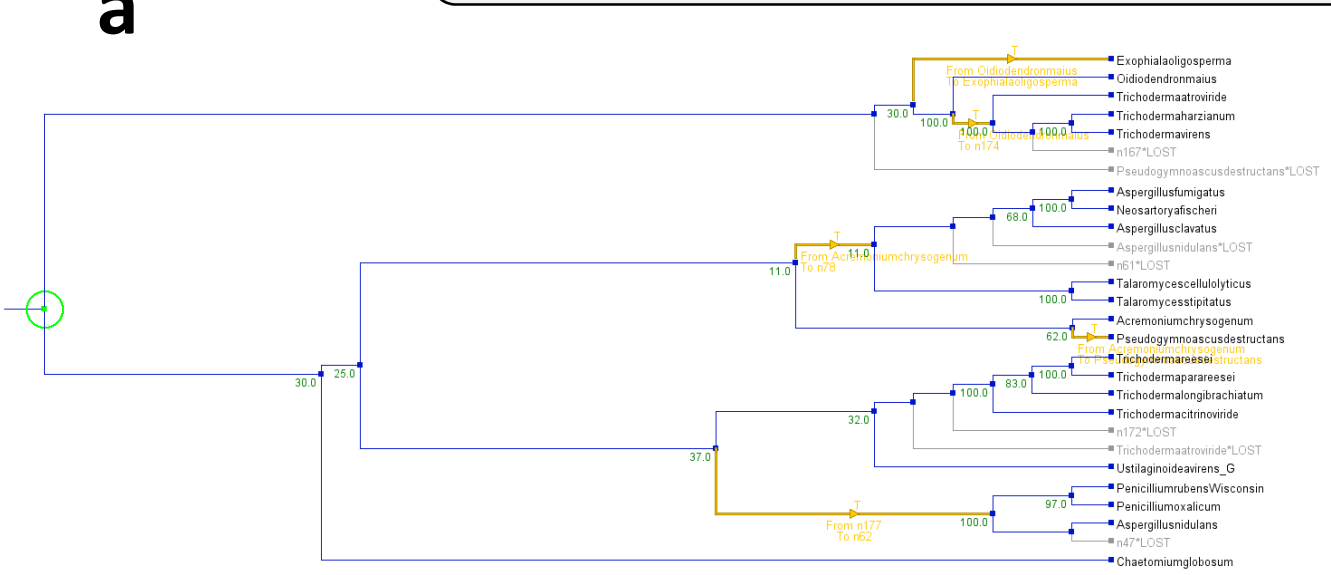 a
T
Exophialaoligosperma
From Oidiodendronmaius
To Exophialaoligosperma
Oidiodendronmaius
Trichodermaatroviride
30.0
T
Trichodermaharzianum
100.0
100.0
100.0
Trichodermavirens
From Oidiodendronmaius
To n174
n167*LOST
Pseudogymnoascusdestructans*LOST
Aspergillusfumigatus
100.0
Neosartoryafischeri
68.0
Aspergillusclavatus
T
Aspergillusnidulans*LOST
11.0
From Acremoniumchrysogenum
To n78
11.0
n61*LOST
Talaromycescellulolyticus
100.0
Talaromycesstipitatus
Acremoniumchrysogenum
T
62.0
Pseudogymnoascusdestructans
From Acremoniumchrysogenum
To Pseudogymnoascusdestructans
Trichodermareesei
25.0
100.0
Trichodermaparareesei
30.0
83.0
100.0
Trichodermalongibrachiatum
32.0
Trichodermacitrinoviride
n172*LOST
Trichodermaatroviride*LOST
37.0
Ustilaginoideavirens_G
PenicilliumrubensWisconsin
97.0
T
Penicilliumoxalicum
100.0
From n177
To n62
Aspergillusnidulans
n47*LOST
Chaetomiumglobosum